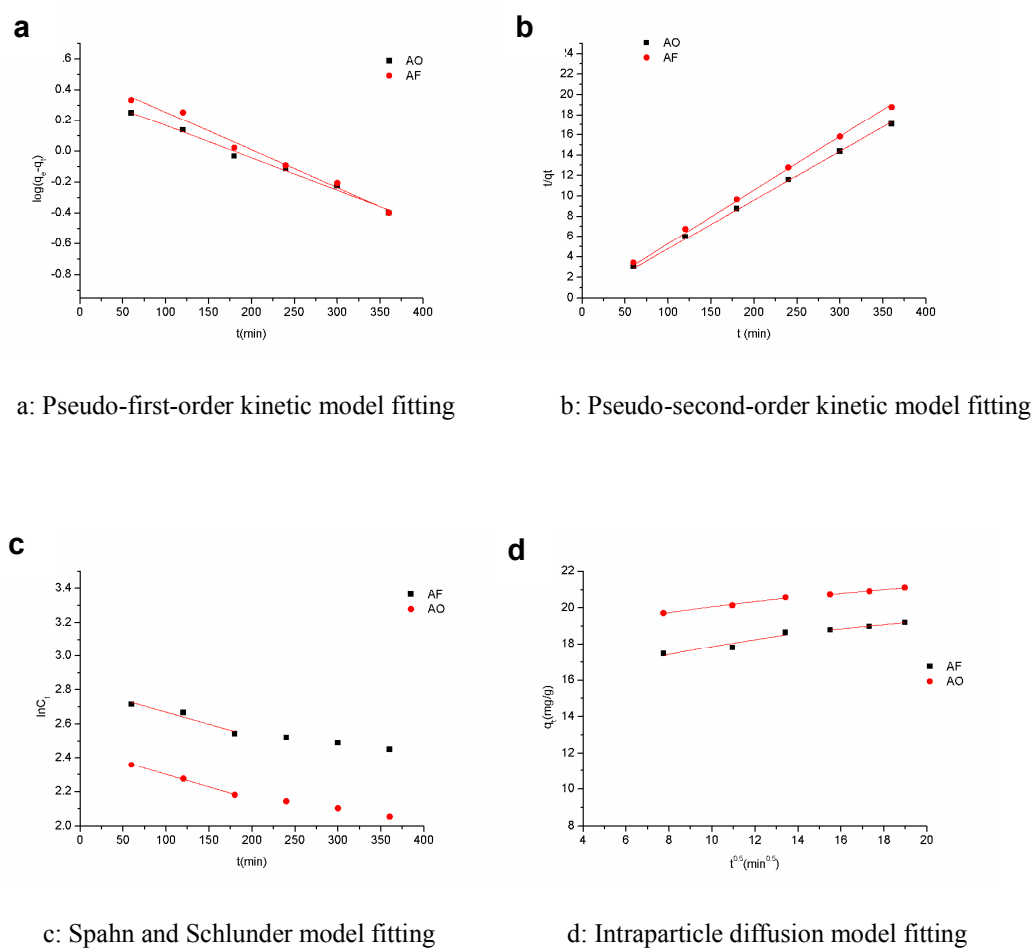 a
.6
0.4
0.2
0.0
-0.2
-0.4
-0.6
-0.8
log(qe-qt)
0 50 100 150 200 250 300 350 400
t(min)
AO
AF
b
24
22
20
18
16
14
12
10
8
6
4
2
0
t/qt
0 50 100 150 200 250 300 350 400
t (min)
AO
AF
a: Pseudo-first-order kinetic model fitting
b: Pseudo-second-order kinetic model fitting
c
3.4
3.2
3.0
2.8
2.6
2.4
2.2
2.0
lnCt
0 50 100 150 200 250 300 350 400
t(min)
AF
AO
d
22
20
18
16
14
12
10
8
qt(mg/g)
4 6 8 10 12 14 16 18 20
t0.5(min0.5)
AF
AO
c: Spahn and Schlunder model fitting
d: Intraparticle diffusion model fitting